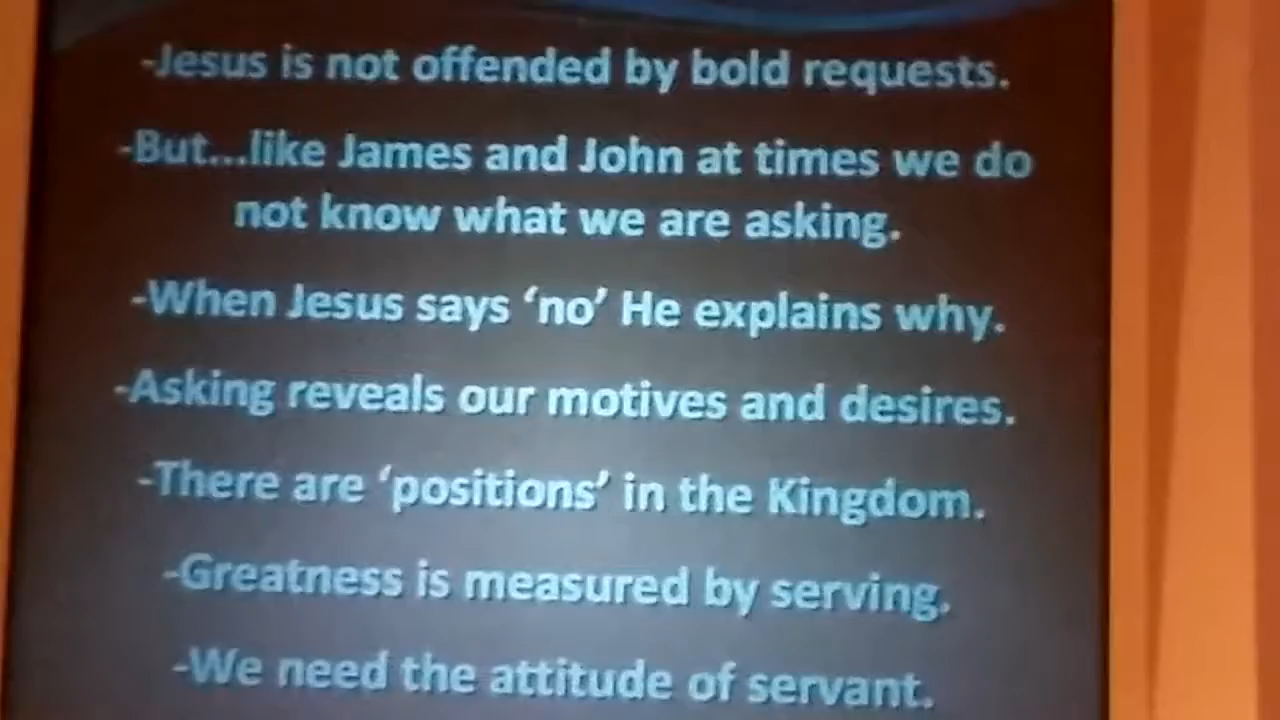 -Jesus is not offended by bold requests.
-But...like James and John at times we do
not know what we are asking.
-When Jesus says ‘no’ He explains why.
-Asking reveals our motives and desires.
-There are ‘positions’ in the Kingdom.
-Greatness is measured by serving.
-We need the attitude of servant.